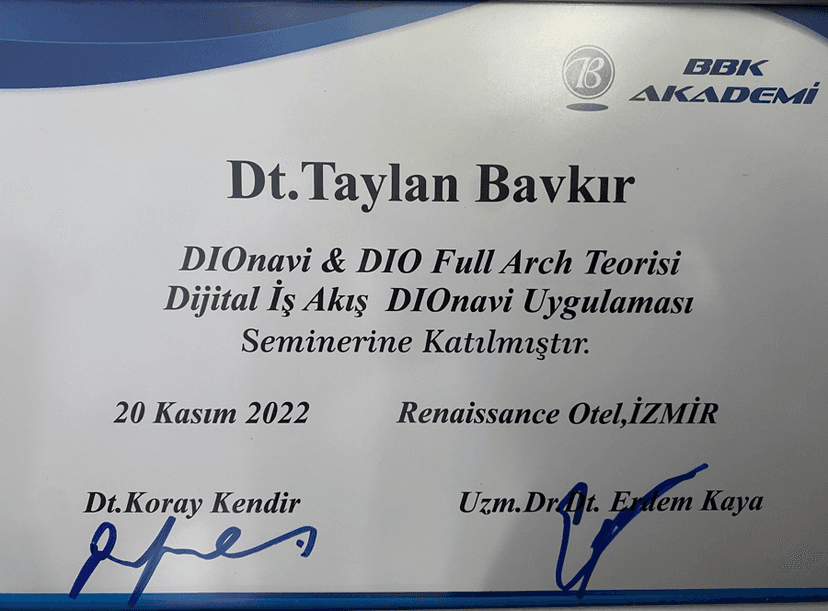 B
BBK
AKADEMİ
Dt.Taylan Bavkır
DIOnavi & DIO Full Arch Teorisi
Dijital İş Akış DIOnavi Uygulaması
Seminerine Katılmıştır.
20 Kasım 2022 Renaissance Otel,İZMİR
Dt.Koray Kendir Uzm.Dr.Dt. Erdem Kaya